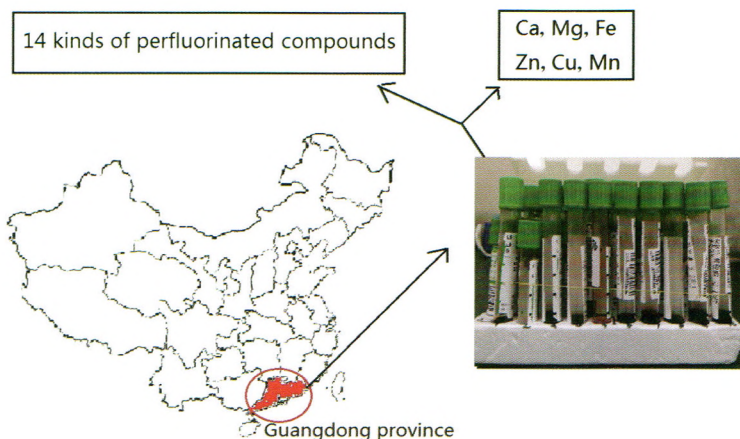 14 kinds of perfluorinated compounds
Ca, Mg, Fe
Zn, Cu, Mn
Guangdong province